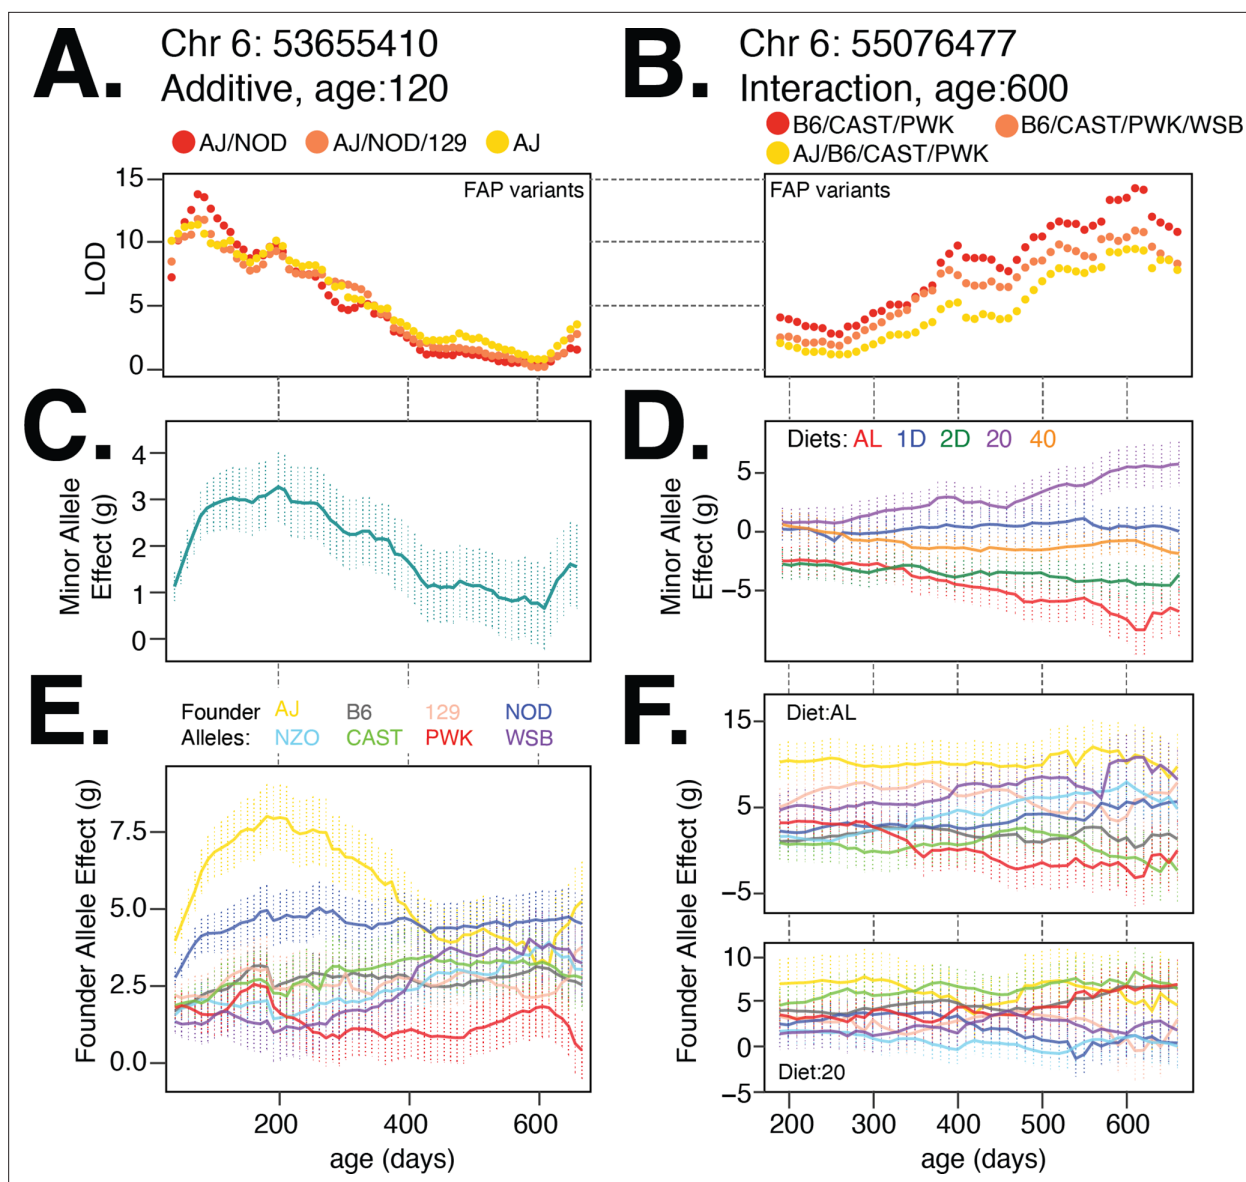 A.
Chr 6: 53655410
Additive, age:120
AJ/NOD AJ/NOD/129 AJ
FAP variants
LOD
15
10
5
0
B.
Chr 6: 55076477
Interaction, age:600
B6/CAST/PWK B6/CAST/PWK/WSB
AJ/B6/CAST/PWK
FAP variants
C.
Minor Allele
Effect (g)
4
3
2
1
0
D.
Diets: AL 1D 2D 20 40
Minor Allele
Effect (g)
5
0
−5
E.
Founder AJ B6 129 NOD
Alleles: NZO CAST PWK WSB
Founder Allele Effect (g)
7.5
5.0
2.5
0.0
200 400 600
age (days)
F.
Diet:AL
15
5
−5
Founder Allele Effect (g)
10
5
0
−5
Diet:20
200 300 400 500 600
age (days)